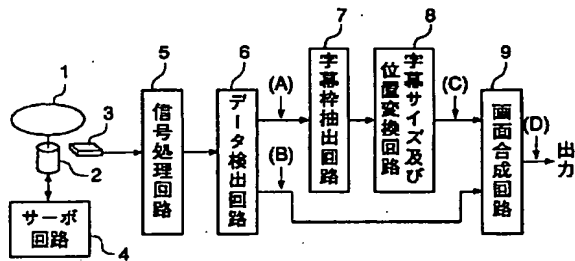 1
2
3
サーボ
回路
4
5
信号処理回路
6
データ検出回路
(A)
(B)
7
字幕枠抽出回路
8
字幕サイズ及び
位置変換回路
(C)
9
画面合成回路
(D)
出力